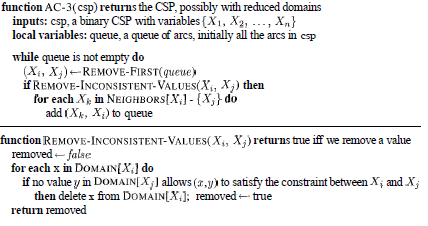 function AC-3(csp) returns the CSP, possibly with reduced domains
inputs: csp, a binary CSP with variables {X1, X2, ..., Xn}
local variables: queue, a queue of arcs, initially all the arcs in csp
while queue is not empty do
(Xi, Xj)←REMOVE-FIRST(queue)
if REMOVE-INCONSISTENT-VALUES(Xi, Xj) then
for each Xk in NEIGHBORS[Xi] - {Xj} do
add (Xk, Xi) to queue
function REMOVE-INCONSISTENT-VALUES(Xi, Xj) returns true iff we remove a value
removed←false
for each x in DOMAIN[Xi] do
if no value y in DOMAIN[Xj] allows (x,y) to satisfy the constraint between Xi and Xj
then delete x from DOMAIN[Xi]; removed←true
return removed